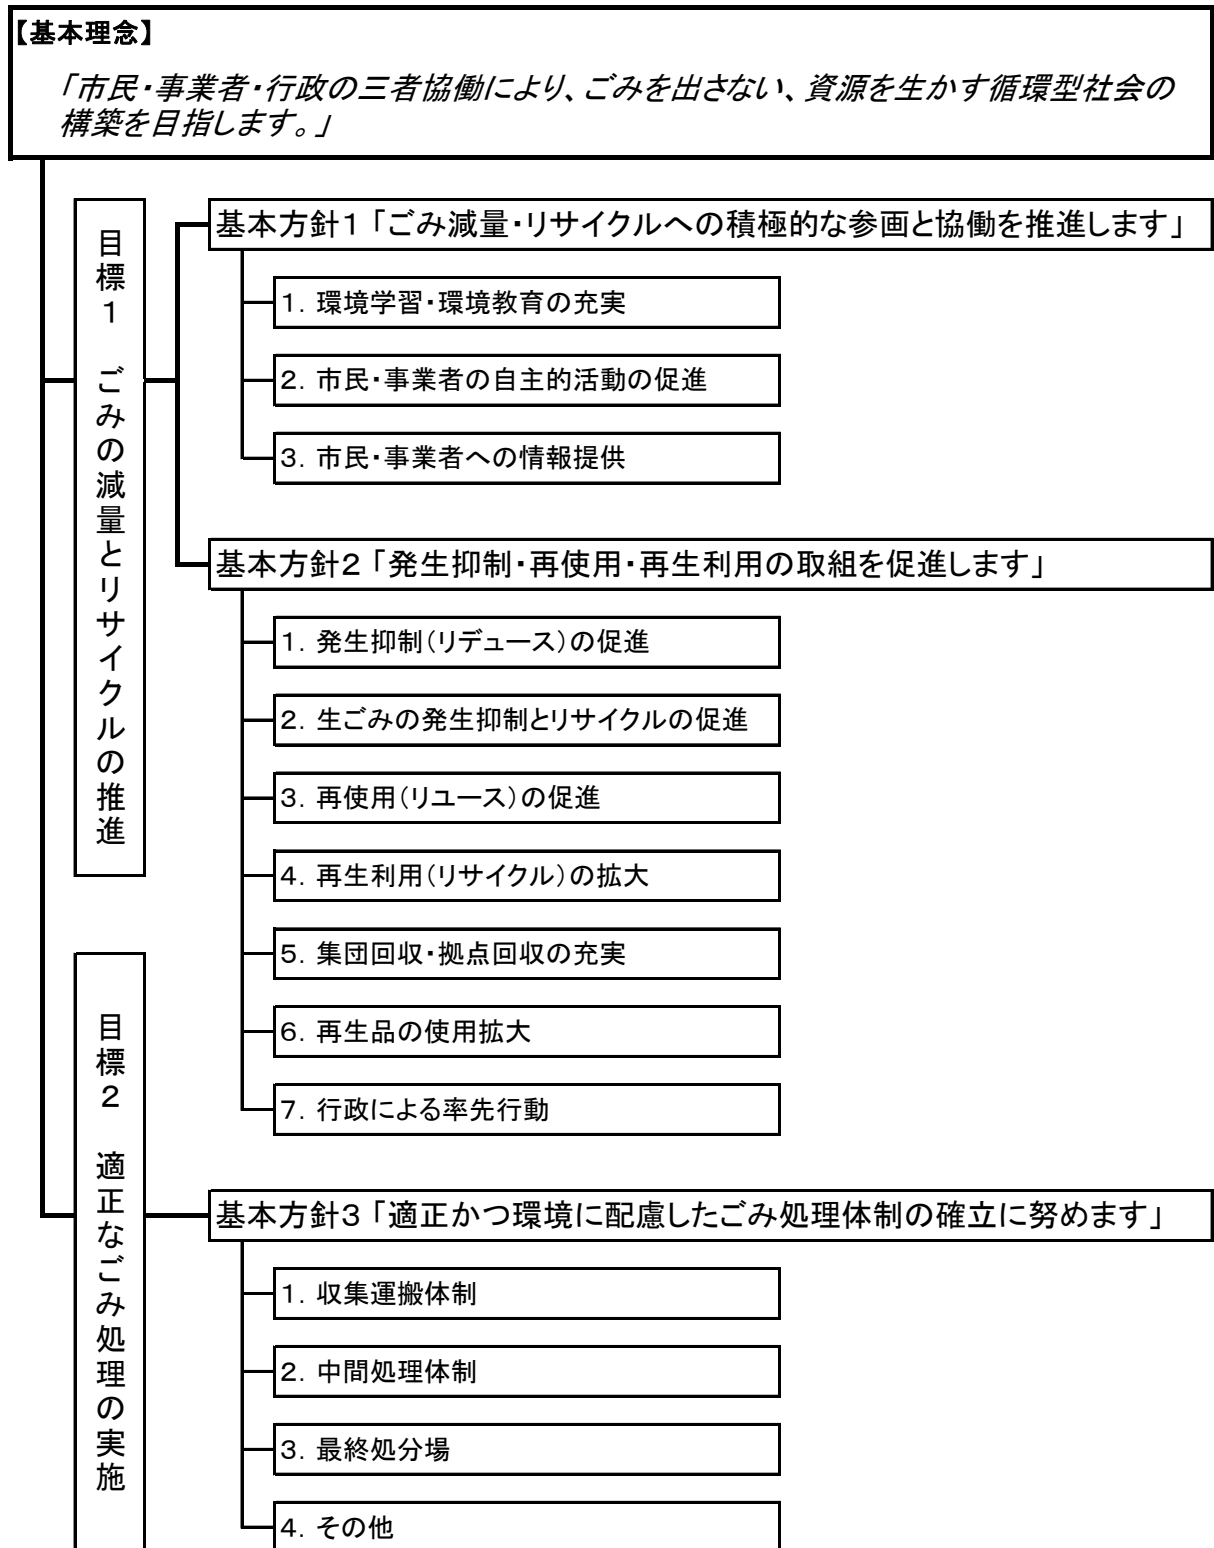 【基本理念】
「市民・事業者・行政の三者協働により、ごみを出さない、資源を生かす循環型社会の
構築を目指します。」
目標１　ごみの減量とリサイクルの推進
基本方針１「ごみ減量・リサイクルへの積極的な参画と協働を推進します」
１．環境学習・環境教育の充実
２．市民・事業者の自主的活動の促進
３．市民・事業者への情報提供
基本方針２「発生抑制・再使用・再生利用の取組を促進します」
１．発生抑制（リデュース）の促進
２．生ごみの発生抑制とリサイクルの促進
３．再使用（リユース）の促進
４．再生利用（リサイクル）の拡大
５．集団回収・拠点回収の充実
６．再生品の使用拡大
７．行政による率先行動
目標２　適正なごみ処理の実施
基本方針３「適正かつ環境に配慮したごみ処理体制の確立に努めます」
１．収集運搬体制
２．中間処理体制
３．最終処分場
４．その他